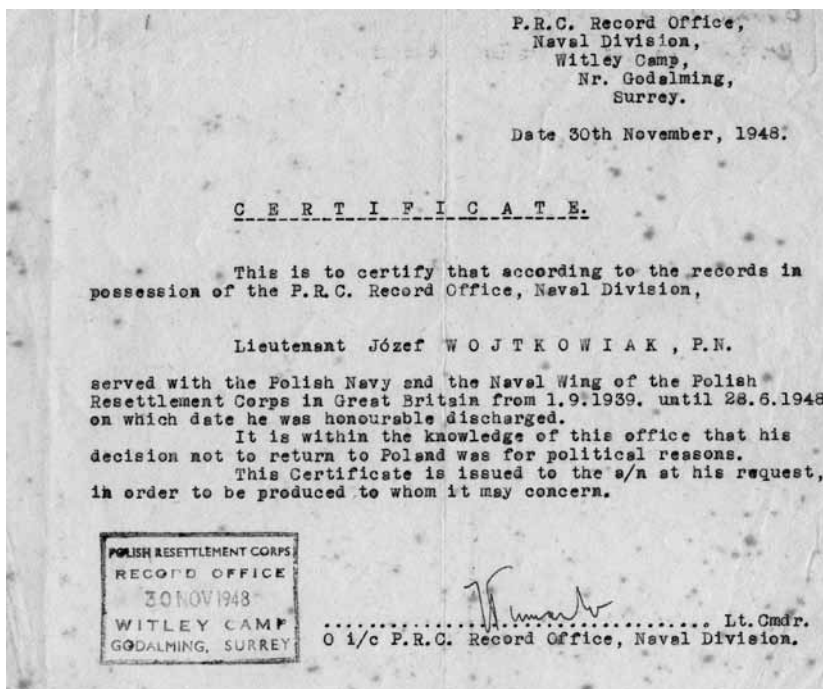 P.R.C. Record Office,
Naval Division,
Witley Camp,
Nr. Godalming,
Surrey.
Date 30th November, 1948.
C E R T I F I C A T E.
This is to certify that according to the records in
possession of the P.R.C. Record Office, Naval Division,
Lieutenant Józef W O J T K O W I A K , P.N.
served with the Polish Navy and the Naval Wing of the Polish
Resettlement Corps in Great Britain from 1.9.1939. until 28.6.1948
on which date he was honourable discharged.
It is within the knowledge of this office that his
decision not to return to Poland was for political reasons.
This Certificate is issued to the a/n at his request,
in order to be produced to whom it may concern.
POLISH RESETTLEMENT CORPS
RECORD OFFICE
30 NOV 1948
WITLEY CAMP
GODALMING, SURREY
................................. Lt.Cmdr.
O i/c P.R.C. Record Office, Naval Division.